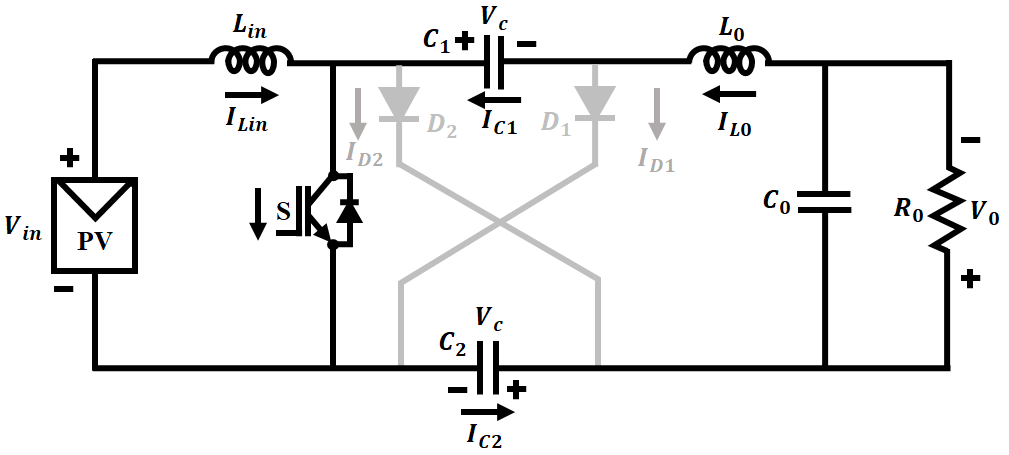 L_in
C_1 + V_c −
L_0
I_Lin
I_C1
I_L0
D_2
D_1
I_D2
I_D1
+
−
V_in
PV
−
S
C_0
R_0
V_0
+
V_c
C_2
− +
I_C2